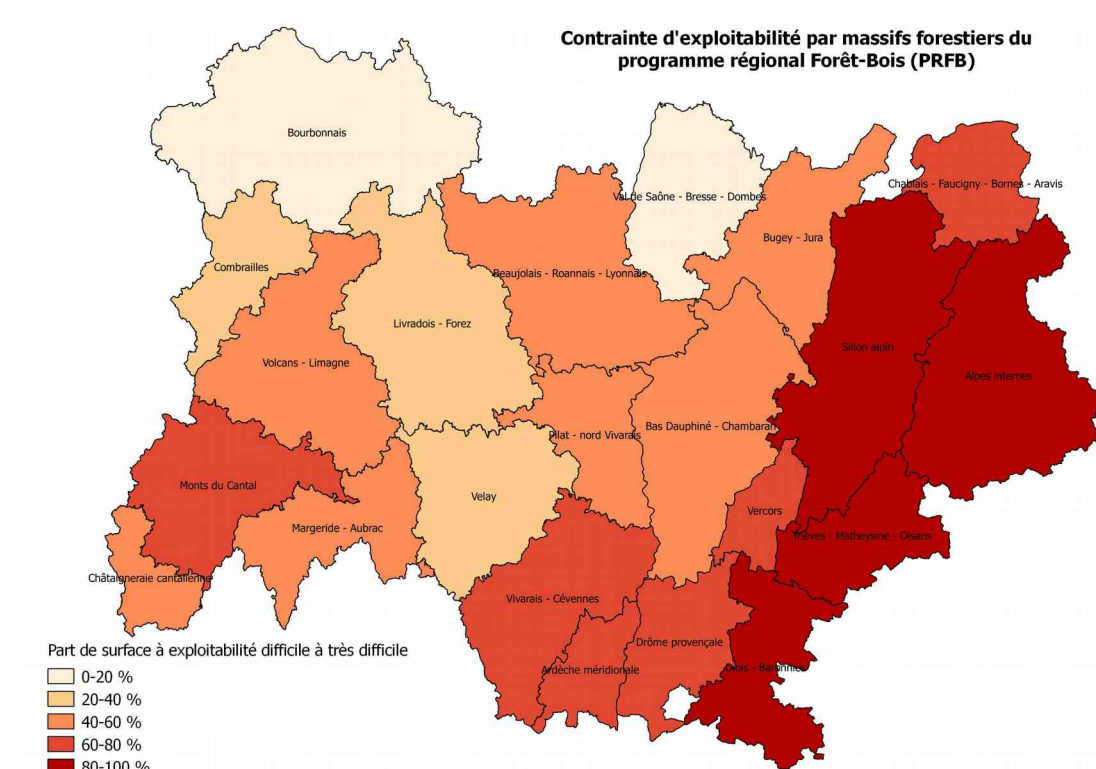 Contrainte d'exploitabilité par massifs forestiers du
programme régional Forêt-Bois (PRFB)
Bourbonnais
Chablais - Faucigny - Bornes - Aravis
Val de Saône - Bresse - Dombes
Bugey - Jura
Combrailles
Beaujolais - Roannais - Lyonnais
Livradois - Forez
Sillon alpin
Volcans - Limagne
Alpes internes
Pilat - nord Vivarais
Bas Dauphiné - Chambaran
Monts du Cantal
Velay
Vercors
Margeride - Aubrac
Trièves - Matheysine - Oisans
Châtaigneraie cantalienne
Vivarais - Cévennes
Drôme provençale
Ardèche méridionale
Diois - Baronnies
Part de surface à exploitabilité difficile à très difficile
0-20 %
20-40 %
40-60 %
60-80 %
80-100 %